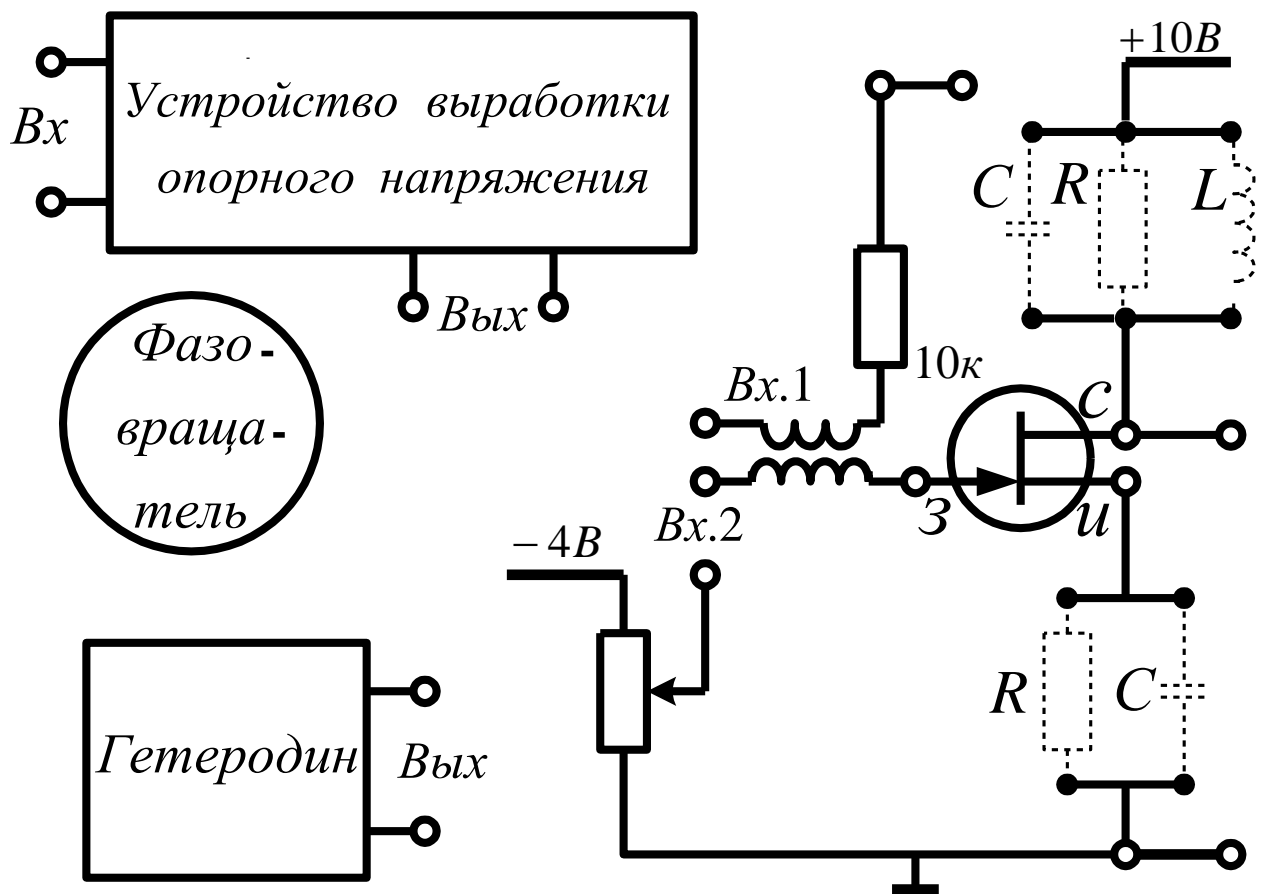 +10В
Вх
Устройство выработки
опорного напряжения
Вых
C
R
L
Фазо-
враща-
тель
10к
Вх.1
с
з
и
Вх.2
– 4В
R
C
Гетеродин
Вых